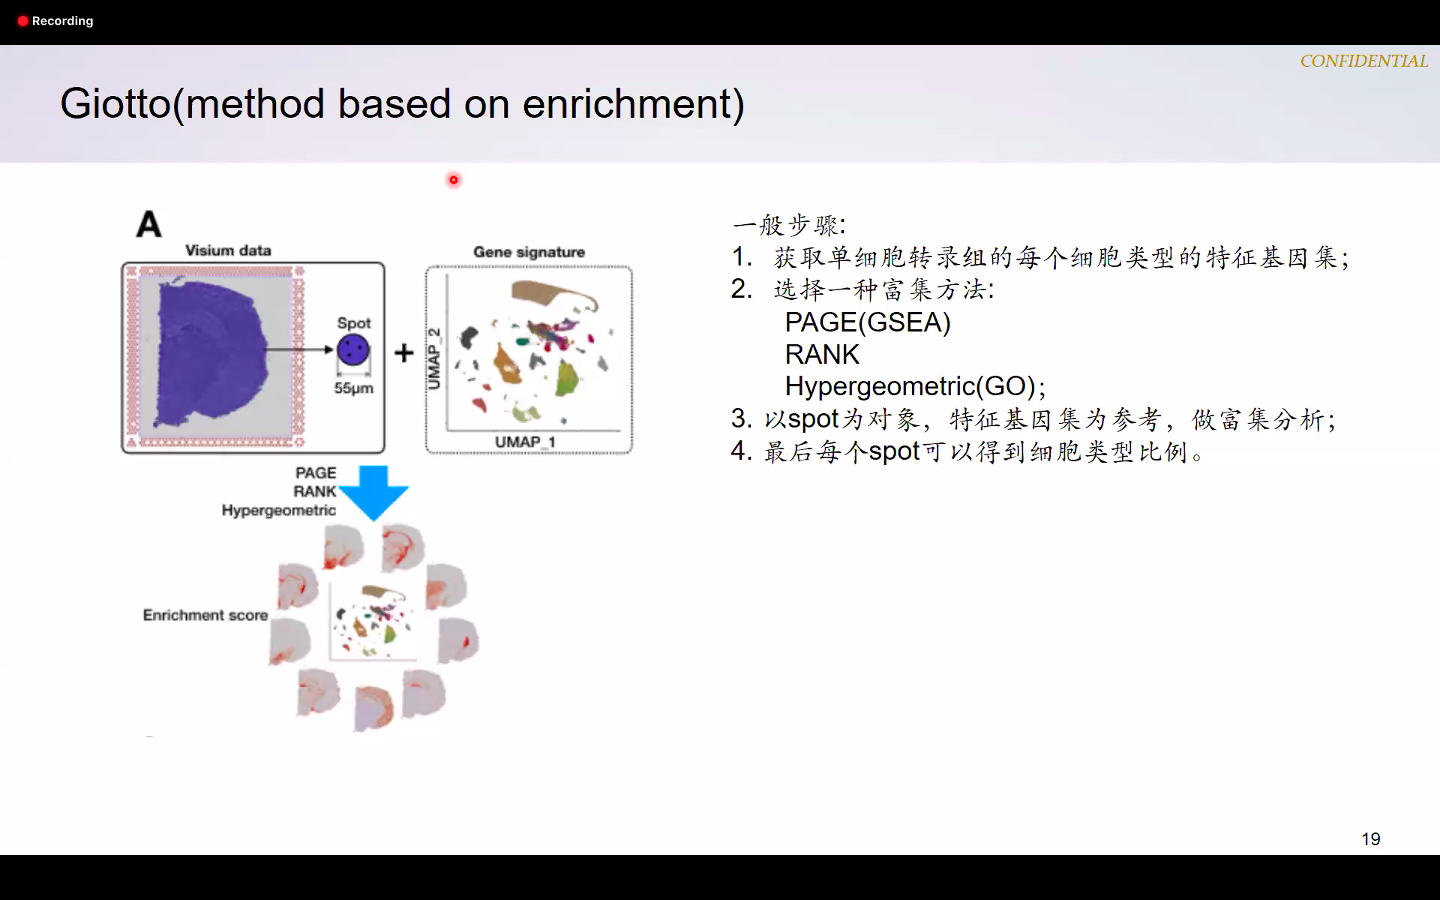 Recording
CONFIDENTIAL
Giotto(method based on enrichment)
A
Visium data
Gene signature
Spot
55μm
+
UMAP_2
UMAP_1
PAGE
RANK
Hypergeometric
Enrichment score
一般步骤:
1. 获取单细胞转录组的每个细胞类型的特征基因集；
2. 选择一种富集方法:
PAGE(GSEA)
RANK
Hypergeometric(GO)；
3. 以spot为对象，特征基因集为参考，做富集分析；
4. 最后每个spot可以得到细胞类型比例。
19